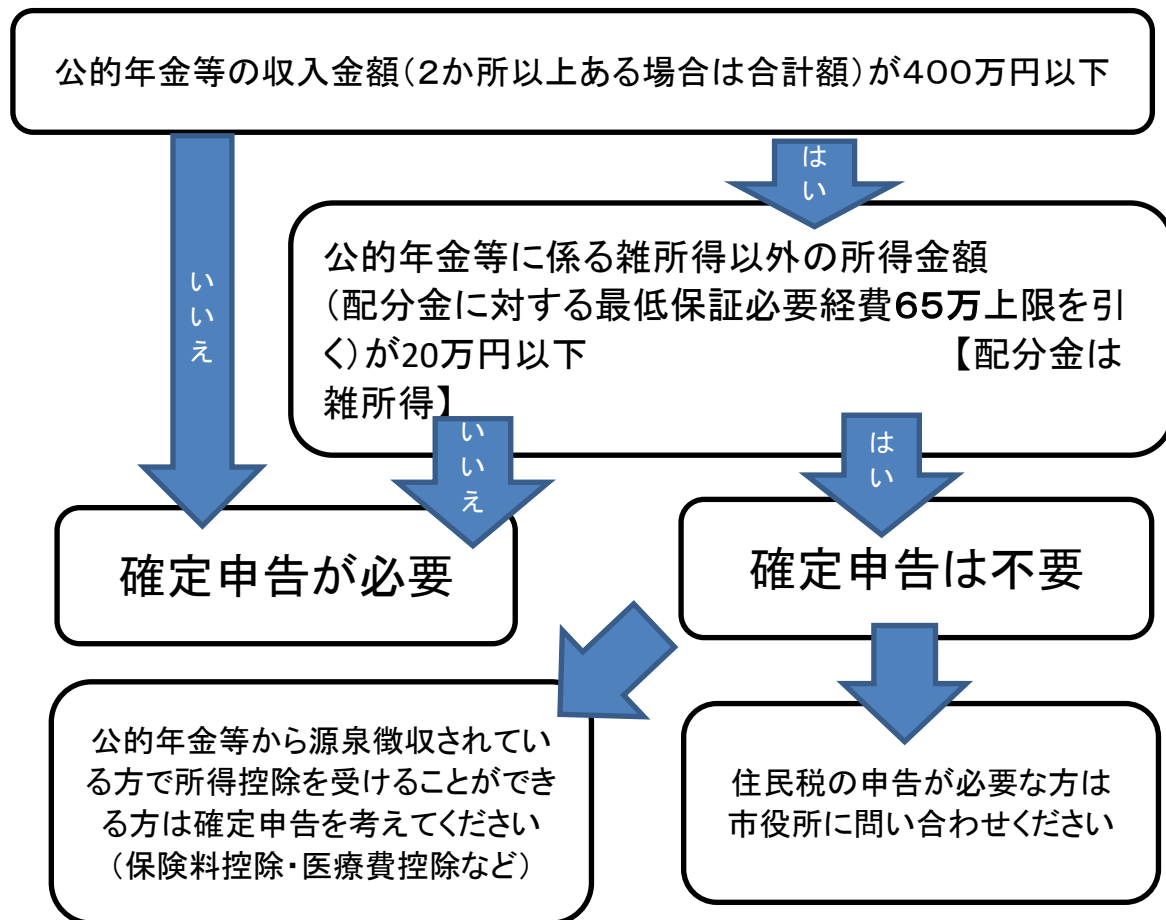 公的年金等の収入金額(2か所以上ある場合は合計額)が400万円以下
はい
いいえ
公的年金等に係る雑所得以外の所得金額
(配分金に対する最低保証必要経費65万上限を引
く)が20万円以下 【配分金は
雑所得】
いいえ
はい
確定申告が必要
確定申告は不要
公的年金等から源泉徴収されてい
る方で所得控除を受けることができ
る方は確定申告を考えてください
(保険料控除・医療費控除など)
住民税の申告が必要な方は
市役所に問い合わせください